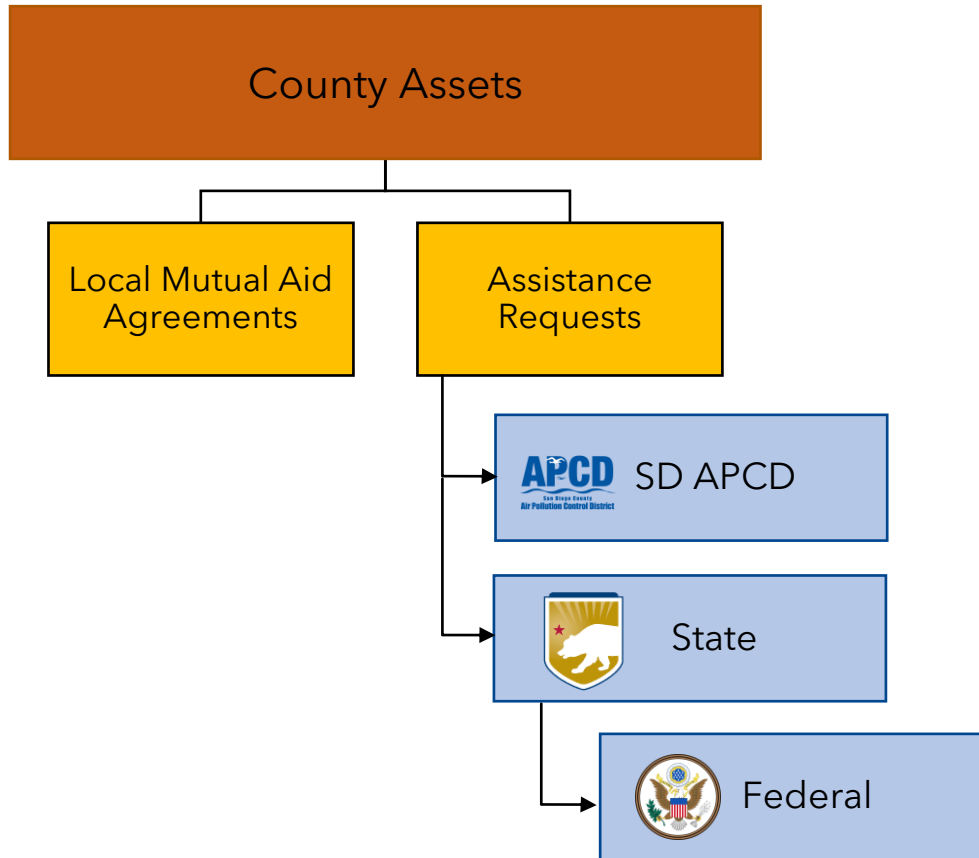 County Assets
Local Mutual Aid
Agreements
Assistance
Requests
APCD
San Diego County
Air Pollution Control District
SD APCD
State
Federal